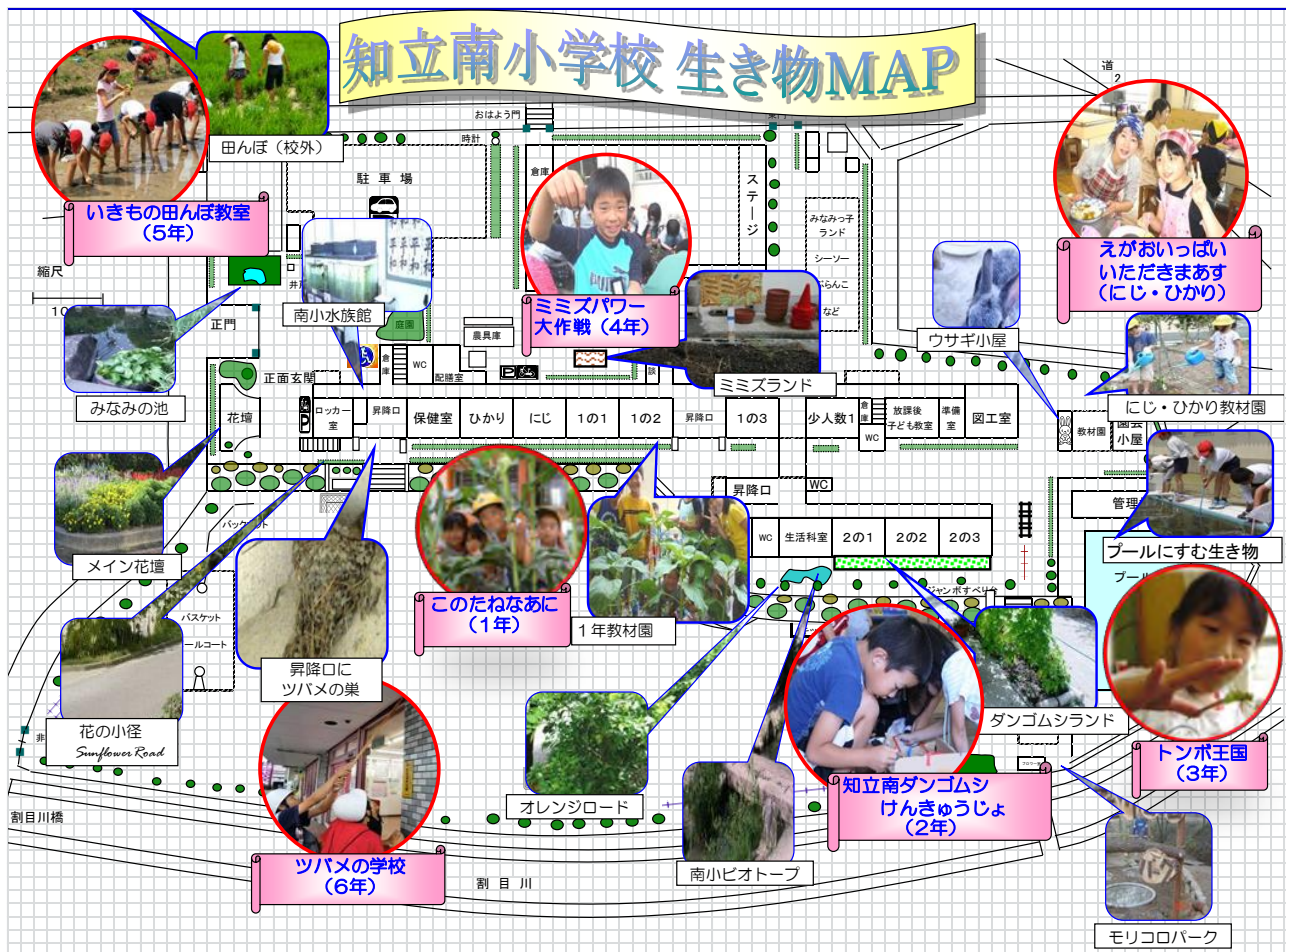 知立南小学校 生き物MAP
道
おはよう門
時計
田んぼ（校外）
駐車場
倉庫
ステージ
みなみっ子
ランド
シーソー
ぶらんこ
など
いきもの田んぼ教室
（5年）
えがおいっぱい
いただきまあす
（にじ・ひかり）
縮尺
10
正門
南小水族館
庭園
農具庫
ミミズパワー
大作戦（4年）
ミミズランド
ウサギ小屋
にじ・ひかり教材園
みなみの池
正面玄関
倉庫
WC
配膳室
花壇
ロッカー室
昇降口
保健室
ひかり
にじ
1の1
1の2
昇降口
1の3
少人数1
倉庫
WC
放課後
子ども教室
準備室
図工室
教材園
園芸
小屋
メイン花壇
昇降口
WC
管理
プールにすむ生き物
WC
生活科室
2の1
2の2
2の3
プー
ジャンボすべり台
バスケット
このたねなあに
（1年）
1年教材園
昇降口に
ツバメの巣
花の小径
Sunflower Road
オレンジロード
ダンゴムシランド
トンボ王国
（3年）
知立南ダンゴムシ
けんきゅうじょ
（2年）
割目川橋
ツバメの学校
（6年）
割目川
南小ビオトープ
モリコロパーク